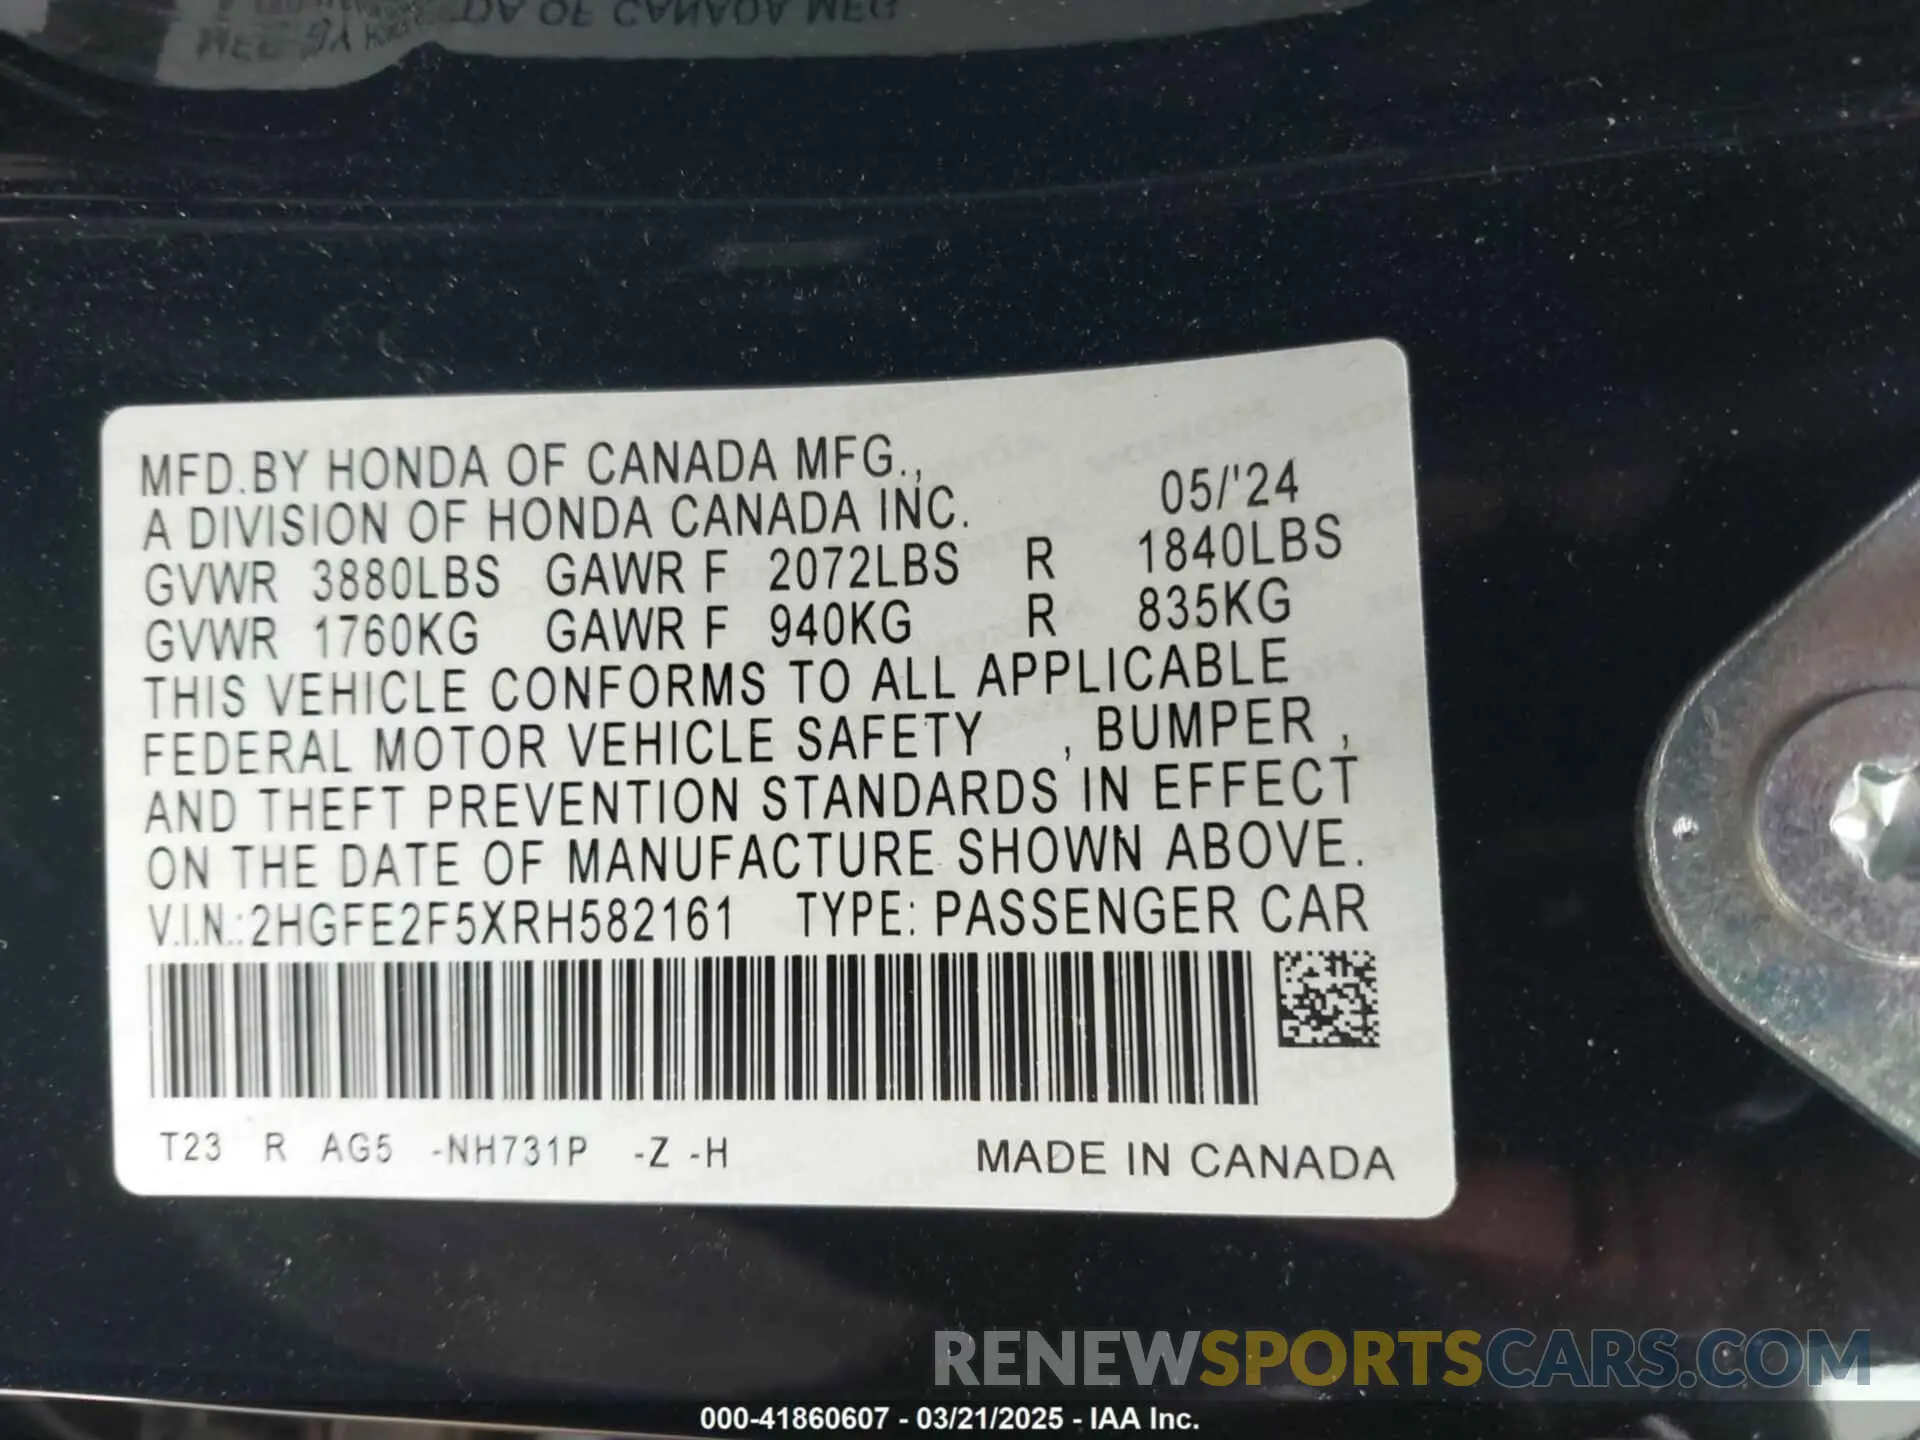 MFD.BY HONDA OF CANADA MFG.,
A DIVISION OF HONDA CANADA INC. 05/'24
GVWR 3880LBS GAWR F 2072LBS R 1840LBS
GVWR 1760KG GAWR F 940KG R 835KG
THIS VEHICLE CONFORMS TO ALL APPLICABLE
FEDERAL MOTOR VEHICLE SAFETY , BUMPER ,
AND THEFT PREVENTION STANDARDS IN EFFECT
ON THE DATE OF MANUFACTURE SHOWN ABOVE.
V.I.N.:2HGFE2F5XRH582161 TYPE: PASSENGER CAR
T23 R AG5 -NH731P -Z -H MADE IN CANADA
RENEWSPORTSCARS.COM
000-41860607 - 03/21/2025 - IAA Inc.